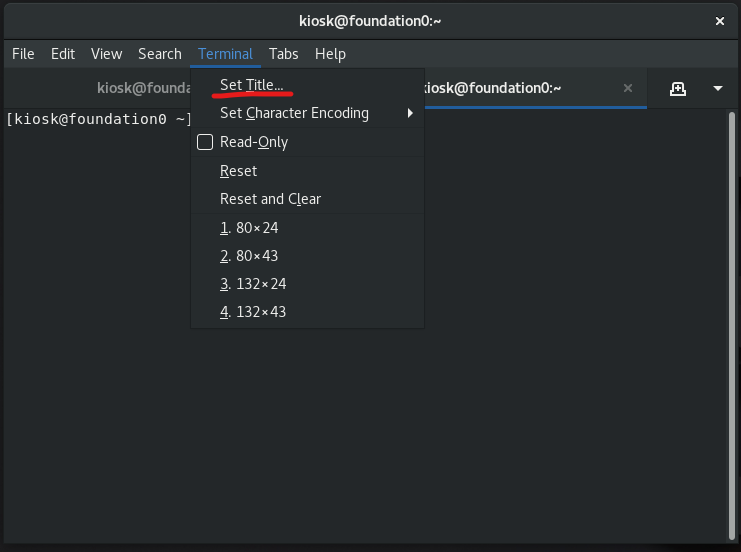 kiosk@foundation0:~ ×
File Edit View Search Terminal Tabs Help
kiosk@founda kiosk@foundation0:~ ×
[kiosk@foundation0 ~]
Set Title...
Set Character Encoding
Read-Only
Reset
Reset and Clear
1. 80×24
2. 80×43
3. 132×24
4. 132×43